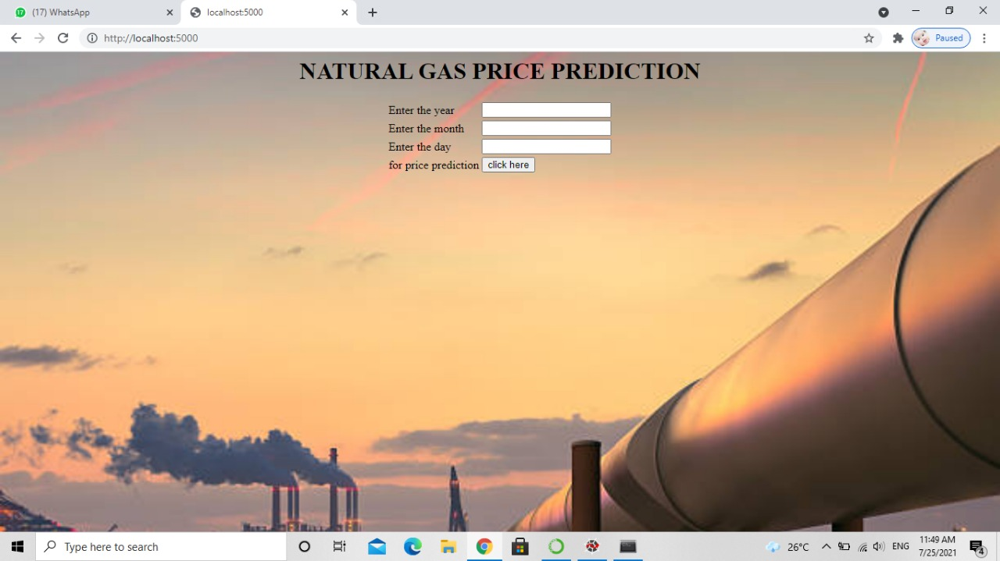 17 (17) WhatsApp
localhost:5000
http://localhost:5000
Paused
NATURAL GAS PRICE PREDICTION
Enter the year
Enter the month
Enter the day
for price prediction click here
Type here to search
26°C
ENG
11:49 AM
7/25/2021
4